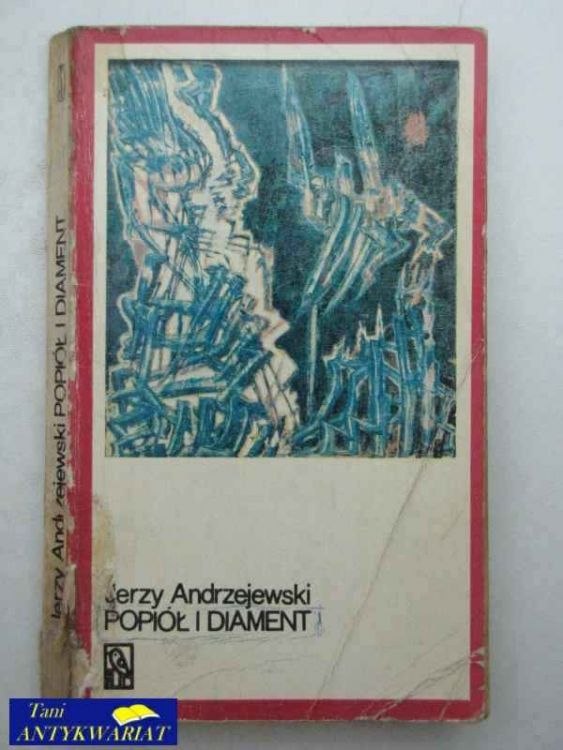 Jerzy Andrzejewski POPIÓŁ I DIAMENT
Jerzy Andrzejewski
POPIÓŁ I DIAMENT
Tani
ANTYKWARIAT